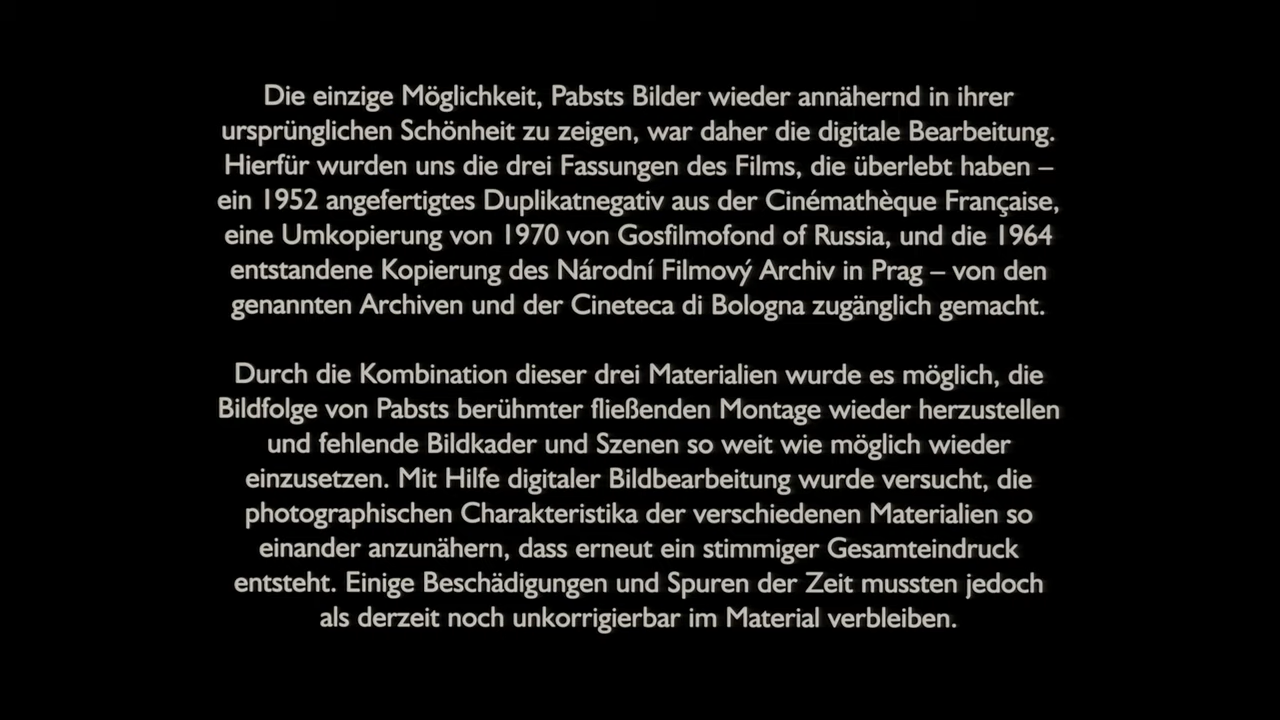 Die einzige Möglichkeit, Pabsts Bilder wieder annähernd in ihrer
ursprünglichen Schönheit zu zeigen, war daher die digitale Bearbeitung.
Hierfür wurden uns die drei Fassungen des Films, die überlebt haben –
ein 1952 angefertigtes Duplikatnegativ aus der Cinémathèque Française,
eine Umkopierung von 1970 von Gosfilmofond of Russia, und die 1964
entstandene Kopierung des Národní Filmový Archiv in Prag – von den
genannten Archiven und der Cineteca di Bologna zugänglich gemacht.
Durch die Kombination dieser drei Materialien wurde es möglich, die
Bildfolge von Pabsts berühmter fließenden Montage wieder herzustellen
und fehlende Bildkader und Szenen so weit wie möglich wieder
einzusetzen. Mit Hilfe digitaler Bildbearbeitung wurde versucht, die
photographischen Charakteristika der verschiedenen Materialien so
einander anzunähern, dass erneut ein stimmiger Gesamteindruck
entsteht. Einige Beschädigungen und Spuren der Zeit mussten jedoch
als derzeit noch unkorrigierbar im Material verbleiben.